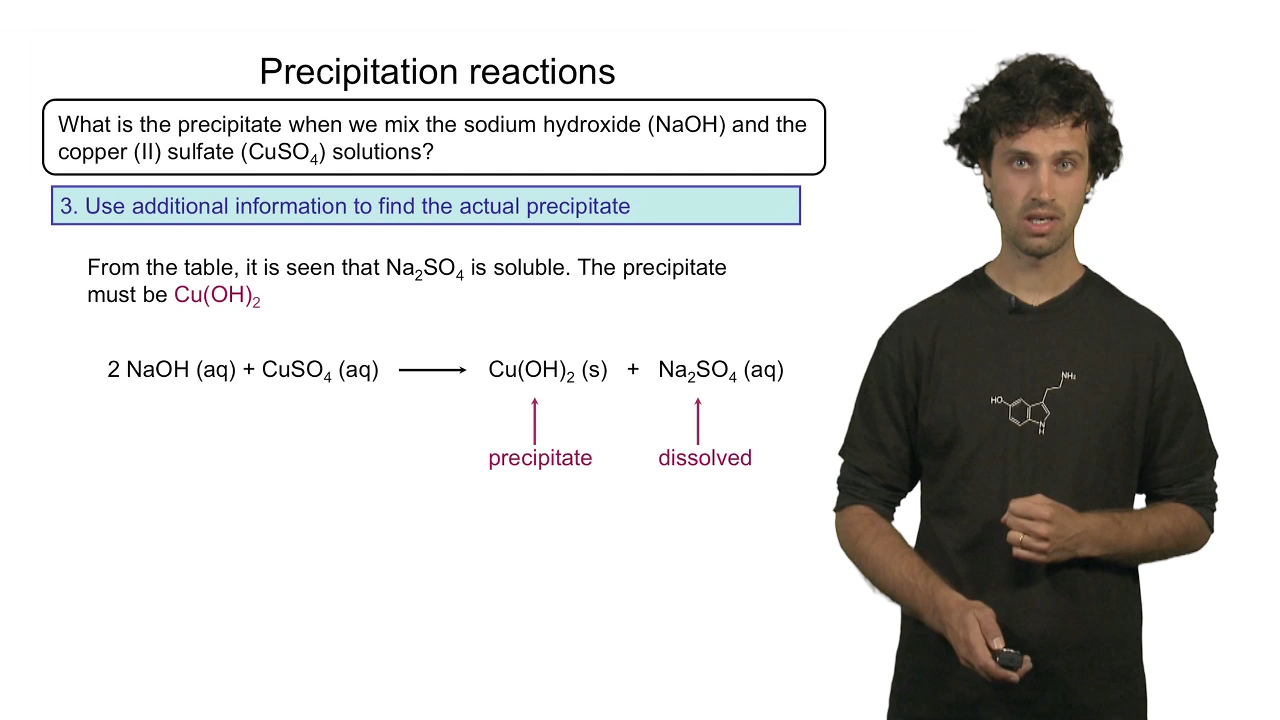 Precipitation reactions
What is the precipitate when we mix the sodium hydroxide (NaOH) and the
copper (II) sulfate (CuSO₄) solutions?
3. Use additional information to find the actual precipitate
From the table, it is seen that Na₂SO₄ is soluble. The precipitate
must be Cu(OH)₂
2 NaOH (aq) + CuSO₄ (aq) ⟶ Cu(OH)₂ (s) + Na₂SO₄ (aq)
precipitate dissolved
NH₂
HO
N
H